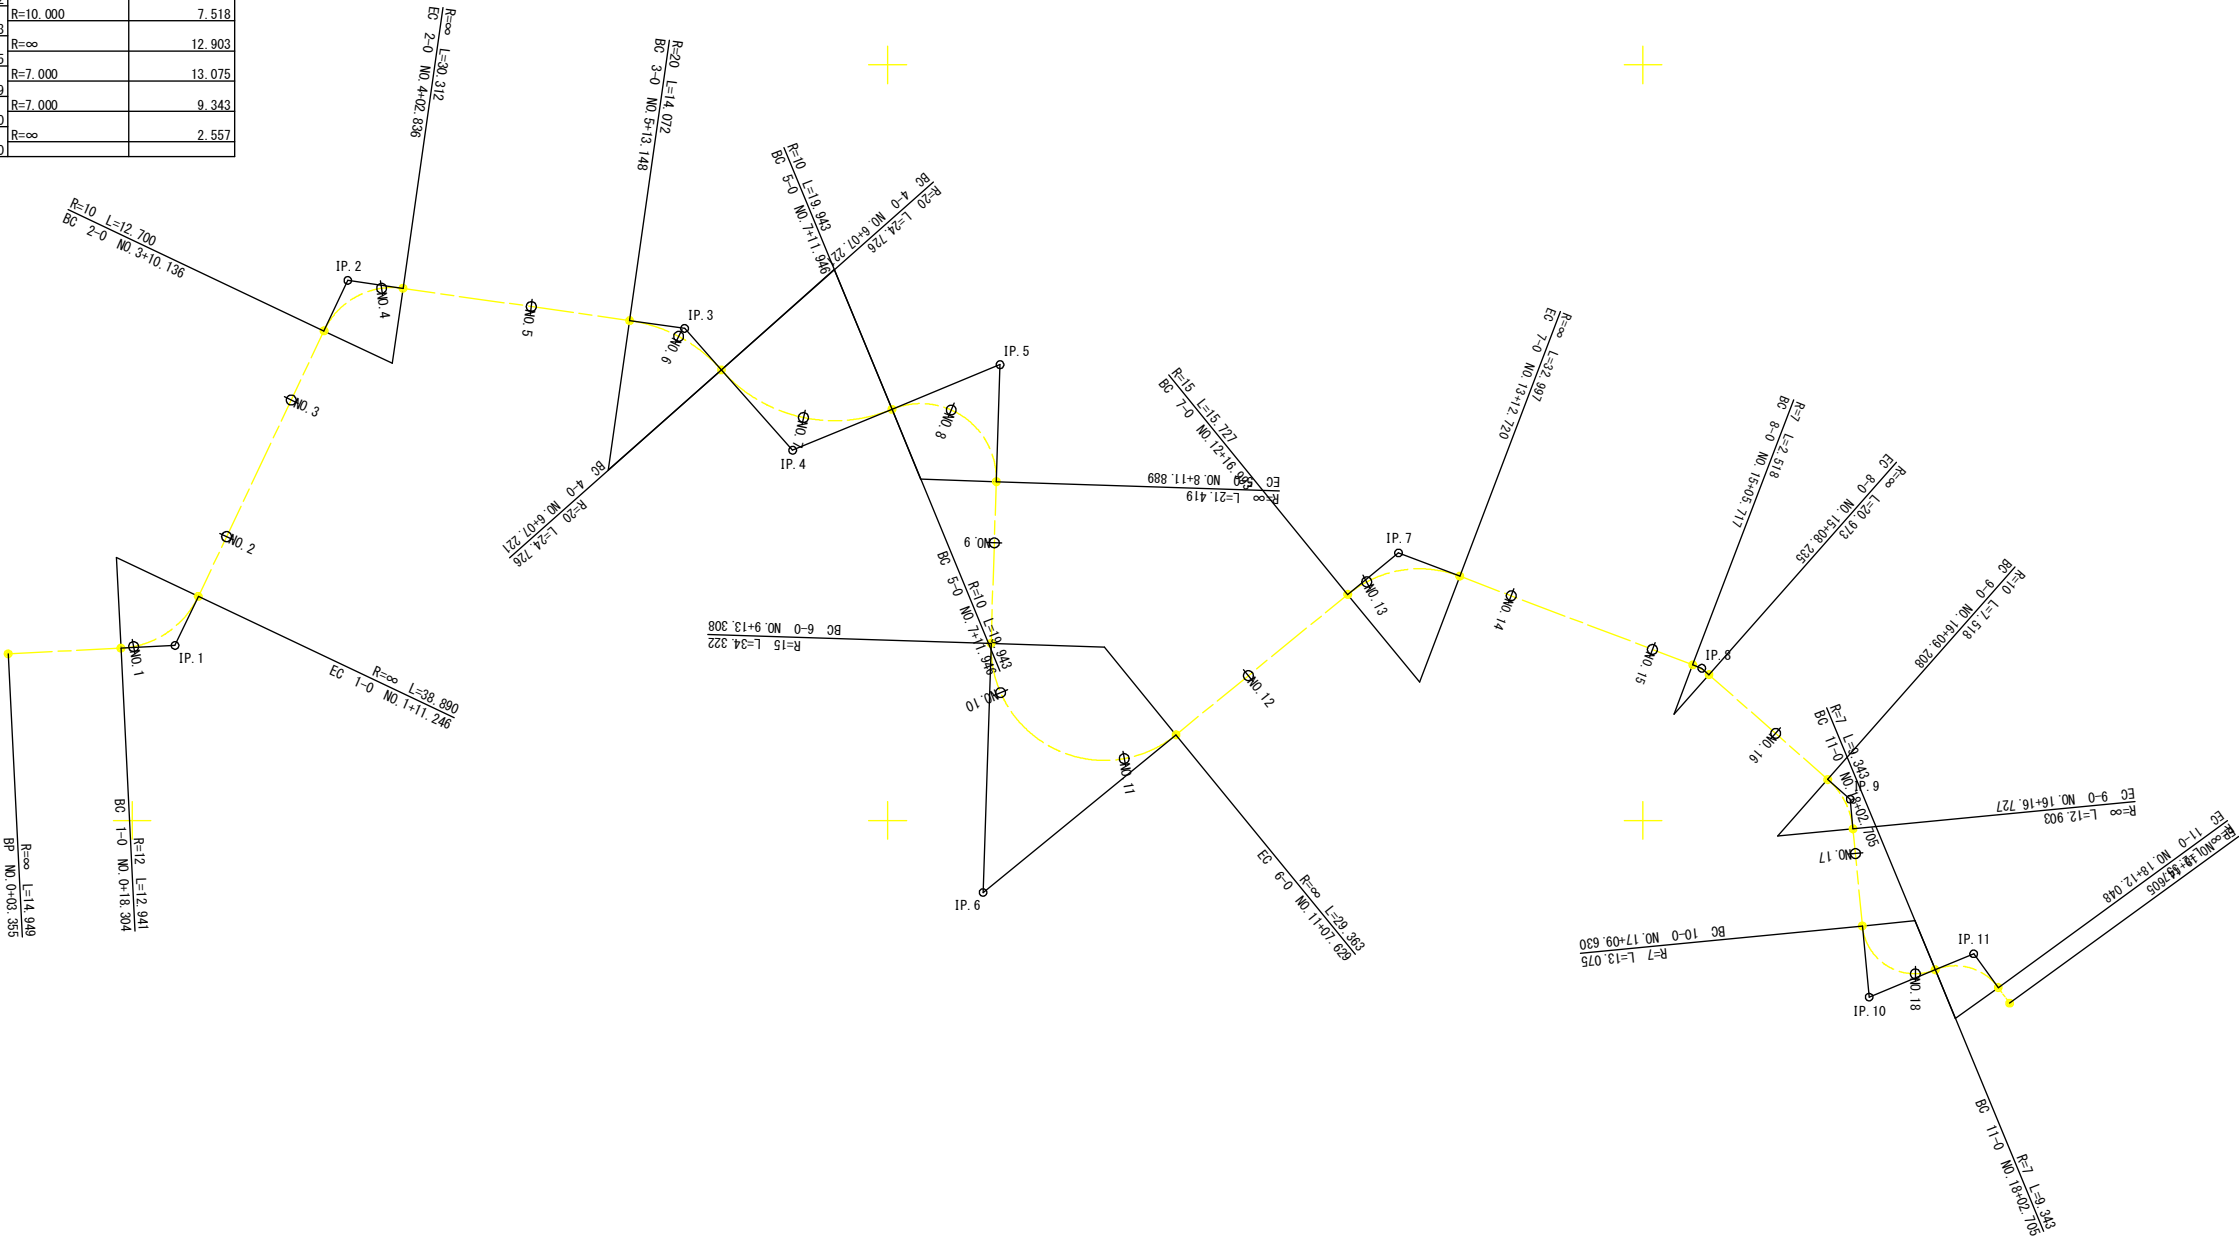 R=10.000 7.518
R=∞ 12.903
R=7.000 13.075
R=7.000 9.343
R=∞ 2.557
R=∞ L=30.312
EC 2-0 NO.4+02.836
R=20 L=14.072
BC 3-0 NO.5+13.148
R=10 L=19.943
BC 5-0 NO.7+11.946
BC 4-0 NO.6+07.221
R=20 L=24.726
R=10 L=12.700
BC 2-0 NO.3+10.136
IP.2
NO.4
NO.5
IP.3
NO.6
IP.5
R=∞ L=32.997
EC 7-0 NO.13+12.720
R=15 L=15.727
BC 7-0 NO.12+16.993
NO.3
NO.7
NO.8
IP.4
R=7 L=2.518
BC 8-0 NO.15+05.717
EC 8-0 NO.15+08.235
R=∞ L=20.973
BC 4-0 NO.6+07.221
R=20 L=24.726
EC 5-0 NO.8+11.889
R=∞ L=21.419
NO.2
NO.9
IP.7
NO.13
NO.14
BC 9-0 NO.16+09.208
R=10 L=7.518
R=10 L=19.943
BC 5-0 NO.7+11.946
BC 6-0 NO.9+13.308
R=15 L=34.322
NO.1
IP.1
R=∞ L=38.890
EC 1-0 NO.1+11.246
NO.10
NO.12
NO.15
IP.8
NO.16
R=7 L=9.343
BC 11-0 NO.18+02.705
NO.11
IP.9
EC 9-0 NO.16+16.727
R=∞ L=12.903
NO.17
R=∞ L=14.949
BP NO.0+03.355
R=12 L=12.941
BC 1-0 NO.0+18.304
IP.6
R=∞ L=29.363
EC 6-0 NO.11+07.629
EC 11-0 NO.18+12.048
BC 10-0 NO.17+09.630
R=7 L=13.075
IP.11
NO.18
IP.10
R=7 L=9.343
BC 11-0 NO.18+02.705